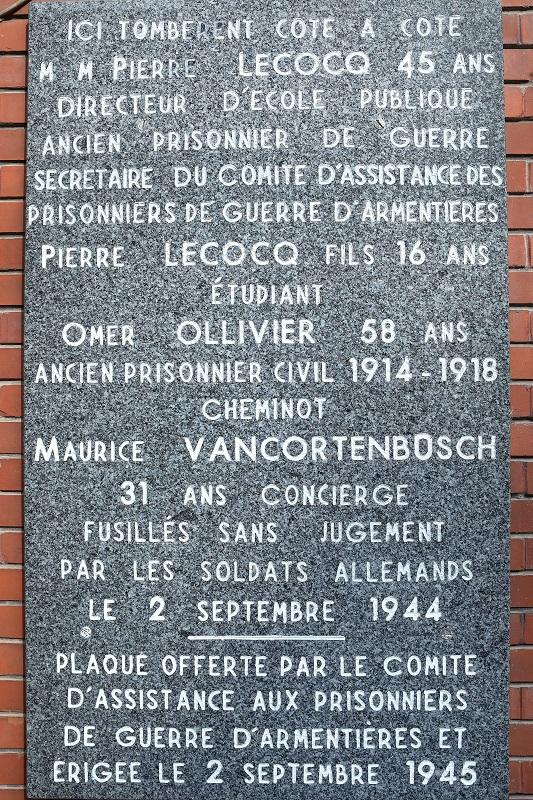 ICI TOMBERENT COTE A COTE
M M PIERRE LECOCQ 45 ANS
DIRECTEUR D'ECOLE PUBLIQUE
ANCIEN PRISONNIER DE GUERRE
SECRETAIRE DU COMITE D'ASSISTANCE DES
PRISONNIERS DE GUERRE D'ARMENTIERES
PIERRE LECOCQ FILS 16 ANS
ÉTUDIANT
OMER OLLIVIER 58 ANS
ANCIEN PRISONNIER CIVIL 1914-1918
CHEMINOT
MAURICE VANCORTENBOSCH
31 ANS CONCIERGE
FUSILLÉS SANS JUGEMENT
PAR LES SOLDATS ALLEMANDS
LE 2 SEPTEMBRE 1944
PLAQUE OFFERTE PAR LE COMITE
D'ASSISTANCE AUX PRISONNIERS
DE GUERRE D'ARMENTIÈRES ET
ERIGEE LE 2 SEPTEMBRE 1945